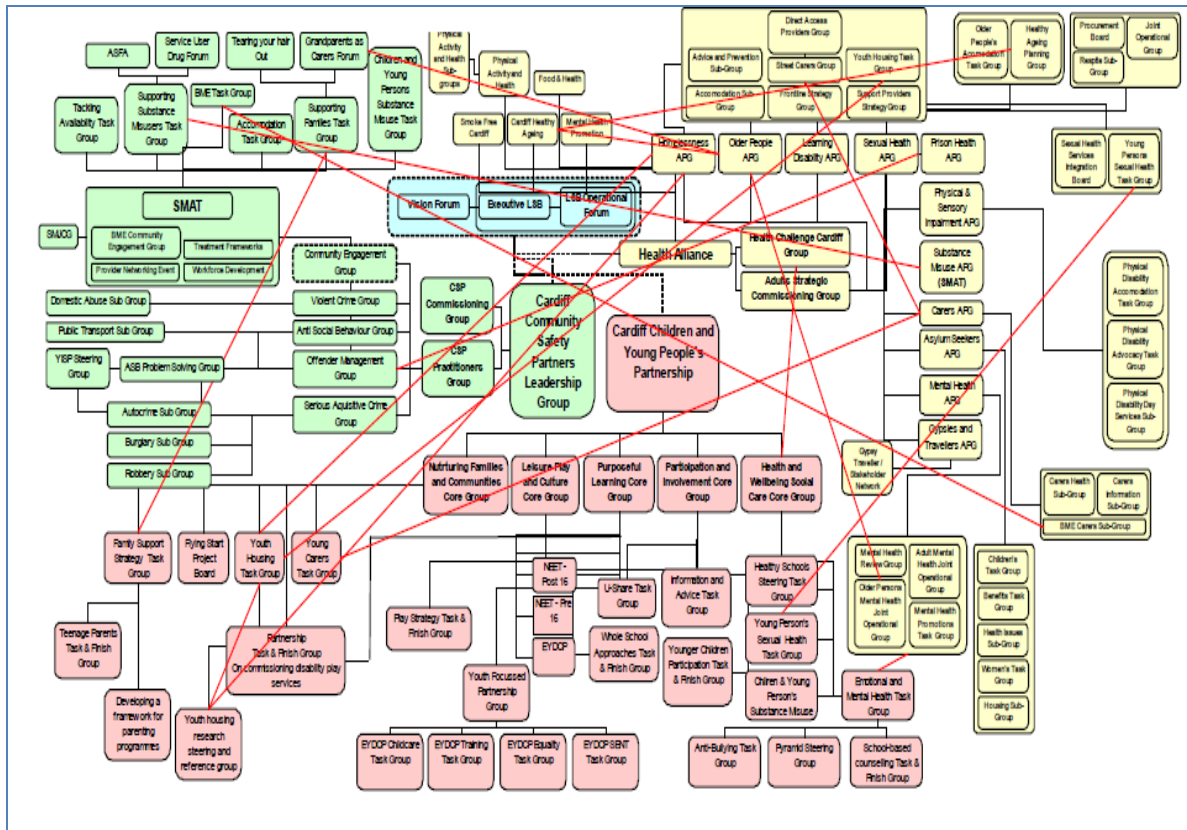 ASFA
Service User
Drug Forum
Tearing your hair
Out
Grandparents as
Carers Forum
Children and
Young
Persons
Substance
Misuse Task
Group
Physical
Activity
and Health
Sub-
groups
Physical
Activity and
Health
Food & Health
Direct Access
Providers Group
Advice and Prevention
Sub-Group
Street Carers Group
Youth Housing Task
Group
Accomodation Sub
Group
Frontline Strategy
Group
Support Providers
Strategy Group
Older
People's
Accomodation
Task Group
Healthy
Ageing
Planning
Group
Procurement
Board
Joint
Operational
Group
Respite Sub-
Group
Tackling
Availability Task
Group
Supporting
Substance
Misusers Task
Group
BME Task Group
Accomodation
Task Group
Supporting
Families Task
Group
Smoke Free
Cardiff
Cardiff Healthy
Ageing
Mental Health
Promotion
Homelessness
APG
Older People
APG
Learning
Disability APG
Sexual Health
APG
Prison Health
APG
Sexual Health
Services
Integration
Board
Young
Persons
Sexual Health
Task Group
SMAT
SMJCG
BME Community
Engagement Group
Treatment Frameworks
Provider Networking Event
Workforce Development
Vision Forum
Executive LSB
LSB Operational
Forum
Health Alliance
Health Challenge Cardiff
Group
Adults Strategic
Commissioning Group
Physical &
Sensory
Impairment APG
Substance
Misuse APG
(SMAT)
Carers APG
Asylum Seekers
APG
Mental Health
APG
Gypsies and
Travellers APG
Gypsy
Traveller /
Stakeholder
Network
Physical
Disability
Accomodation
Task Group
Physical
Disability
Advocacy Task
Group
Physical
Disability Day
Services Sub-
Group
Community Engagement
Group
Domestic Abuse Sub Group
Violent Crime Group
Public Transport Sub Group
Anti Social Behaviour Group
YISP Steering
Group
ASB Problem Solving Group
Offender Management
Group
Autocrime Sub Group
Serious Aquistive Crime
Group
Burglary Sub Group
Robbery Sub Group
CSP
Commissioning
Group
CSP
Practitioners
Group
Cardiff
Community
Safety
Partners
Leadership
Group
Cardiff Children and
Young People's
Partnership
Nutrturing Families
and Communities
Core Group
Leisure Play
and Culture
Core Group
Purposeful
Learning Core
Group
Participation and
Involvement Core
Group
Health and
Wellbeing Social
Care Core Group
Carers Health
Sub-Group
Carers
Information
Sub-Group
BME Carers Sub-Group
Family Support
Strategy Task
Group
Flying Start
Project
Board
Youth
Housing
Task Group
Young
Carers
Task Group
NEET -
Post 16
NEET - Pre
16
EYDCP
U-Share Task
Group
Information and
Advice Task
Group
Healthy Schools
Steering Task
Group
Play Strategy Task &
Finish Group
Whole School
Approaches Task
& Finish Group
Younger Children
Participation Task
& Finish Group
Young Person's
Sexual Health
Task Group
Chiren & Young
Person's
Substance Misuse
Emotional and
Mental Health Task
Group
Mental Health
Review Group
Adult Mental
Health Joint
Operational
Group
Older Persons
Mental Health
Joint
Operational
Group
Mental Health
Promotions
Task Group
Children's
Task Group
Benefits Task
Group
Health Issues
Sub-Group
Women's Task
Group
Housing Sub-
Group
Teenage Parents
Task & Finish
Group
Partnership
Task & Finish Group
On commissioning disability play
services
Developing a
framework for
parenting
programmes
Youth housing
research
steering and
reference group
Youth Focussed
Partnership
Group
EYDCP Childcare
Task Group
EYDCP Training
Task Group
EYDCP Equality
Task Group
EYDCP SENT Task
Group
Anti-Bullying Task
Group
Pyramid Steering
Group
School-based
counselling Task &
Finish Group